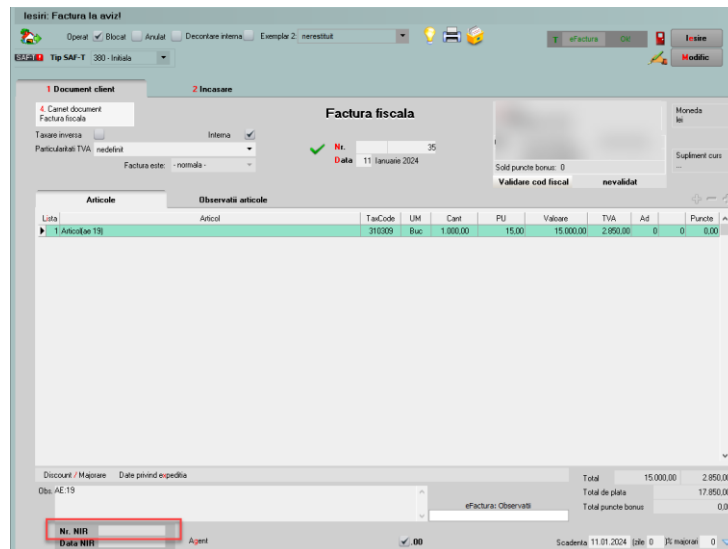 Iesiri: Factura la aviz!
Operat Blocat Anulat Decontare interna Exemplar 2: nerestituit T eFactura OK Iesire
SAFT Tip SAF-T 380 - Initiala Modific
1 Document client 2 Incasare
4. Carnet document
Factura fiscala
Factura fiscala
Moneda
lei
Taxare inversa Interna
Nr. 35
Particularitati TVA nedefinit
Data 11 Ianuarie 2024
Supliment curs
...
Factura este: - normala -
Sold puncte bonus: 0
Validare cod fiscal nevalidat
Articole Observatii articole
Lista Articol TaxCode UM Cant PU Valoare TVA Ad Puncte
1 Articol(ae 19) 310309 Buc 1.000,00 15,00 15.000,00 2.850,00 0 0 0,00
Discount / Majorare Date privind expeditia
Total 15.000,00 2.850,00
Obs. AE:19
Total de plata 17.850,00
eFactura: Observatii
Total puncte bonus 0,0
Nr. NIR
Data NIR
Agent
.00
Scadenta 11.01.2024 (zile 0 )% majorari 0